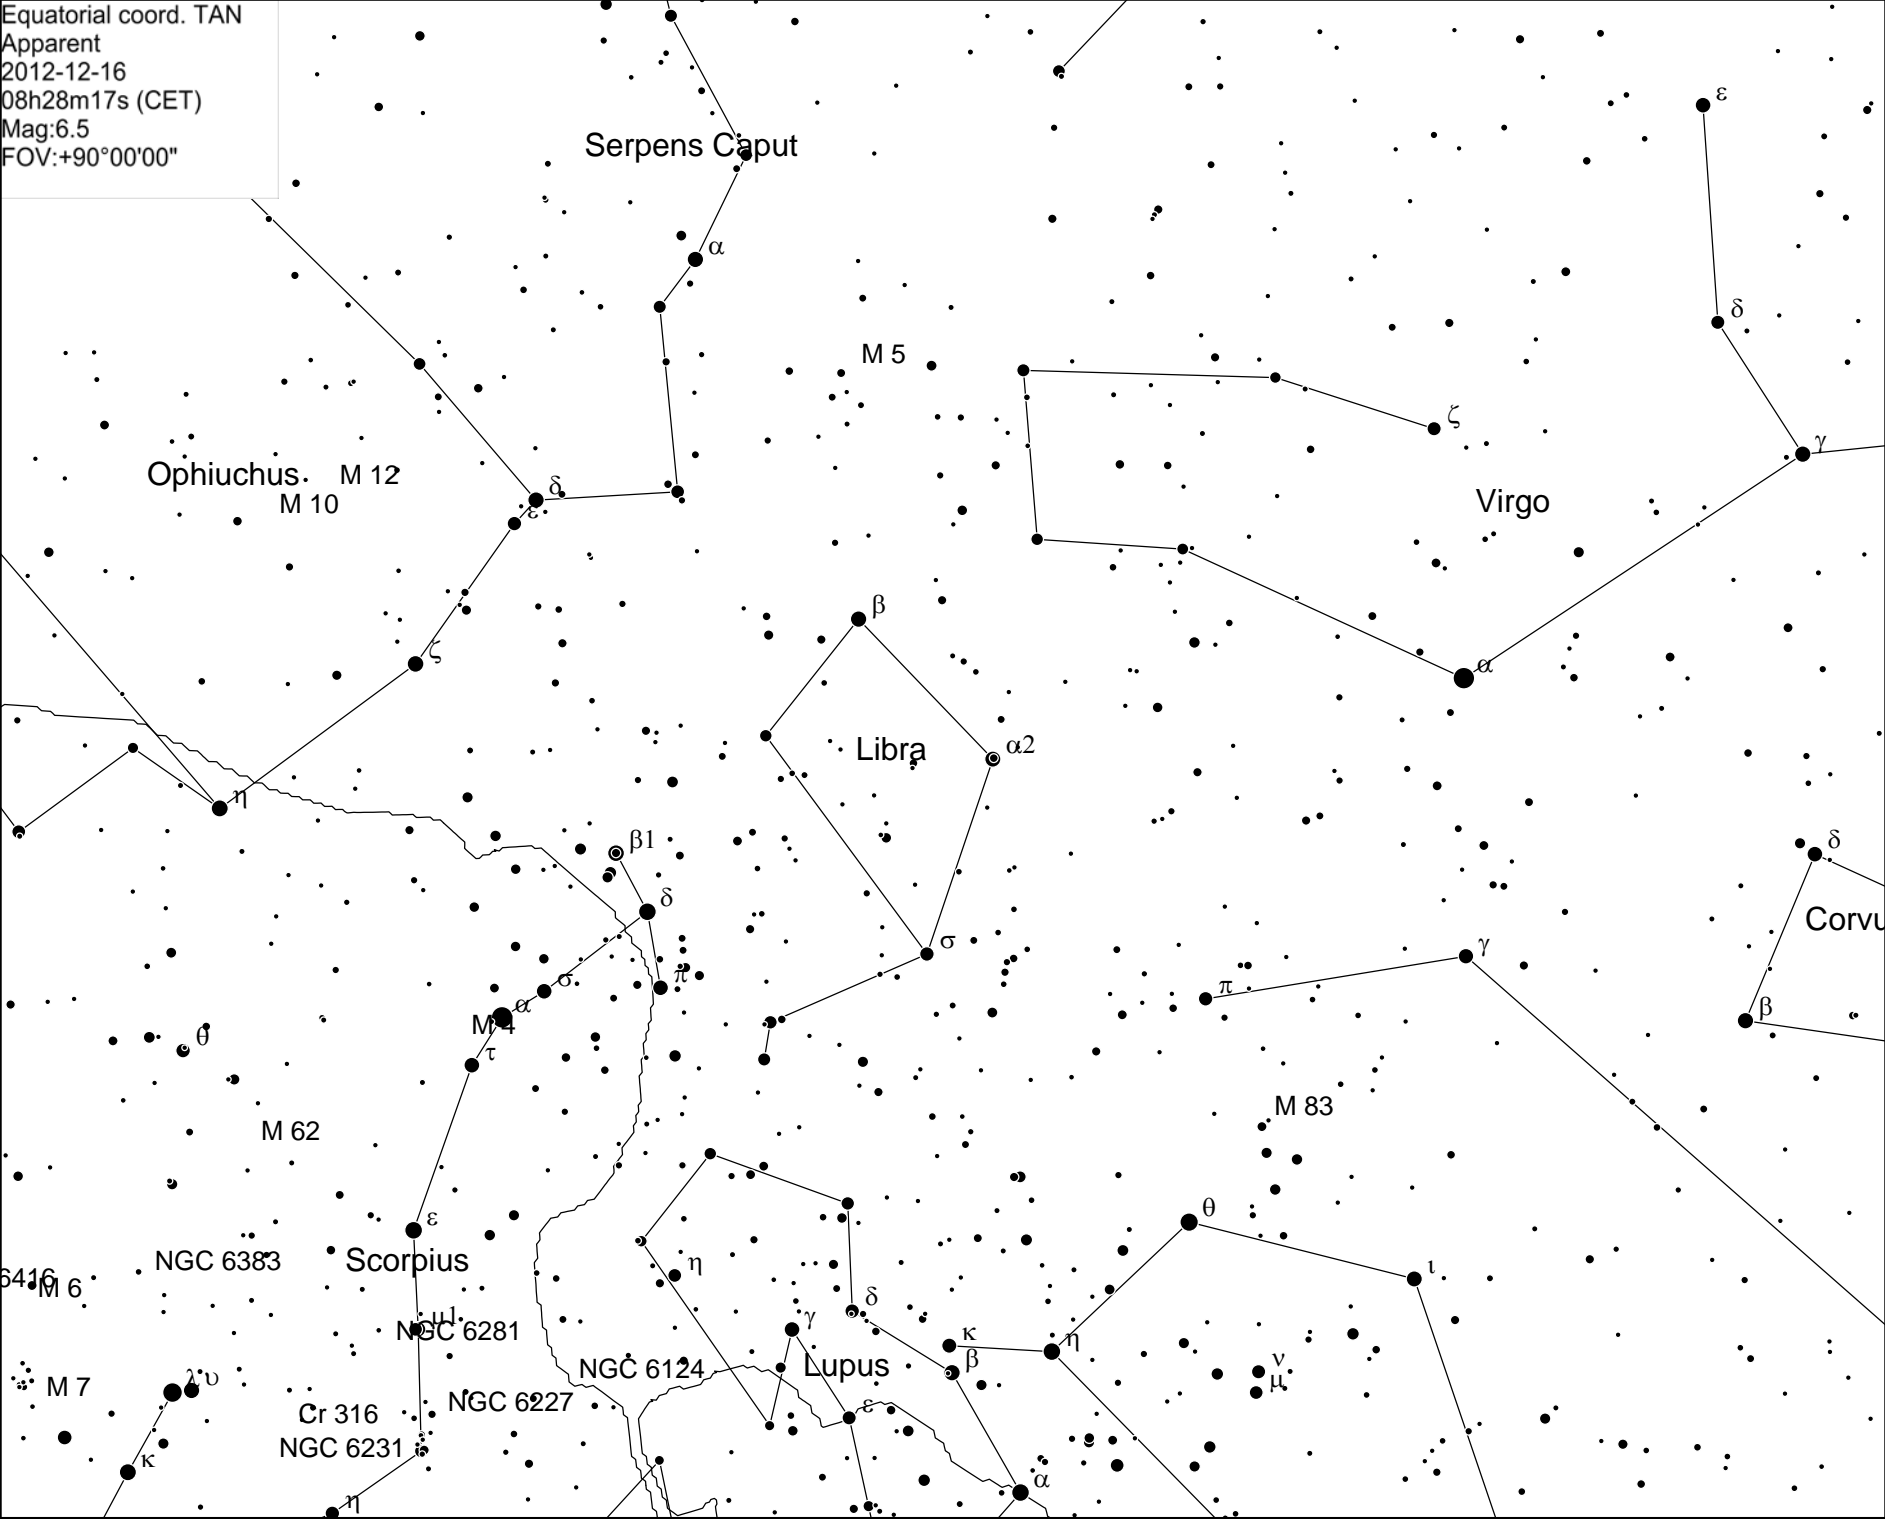 Equatorial coord. TAN
Apparent
2012-12-16
08h28m17s (CET)
Mag:6.5
FOV:+90°00'00"
ε
Serpens Caput
α
δ
M 5
ζ
γ
Ophiuchus
M 12
M 10
δ
ε
Virgo
β
ζ
α
Libra
α2
η
β1
δ
δ
Corvu
σ
γ
π
σ
π
α
M 4
β
θ
τ
M 83
M 62
θ
ε
Scorpius
NGC 6383
η
ι
6416
M 6
δ
μ1
γ
NGC 6281
κ
η
Lupus
β
NGC 6124
ν
μ
λ
υ
M 7
NGC 6227
ε
Cr 316
NGC 6231
κ
α
η